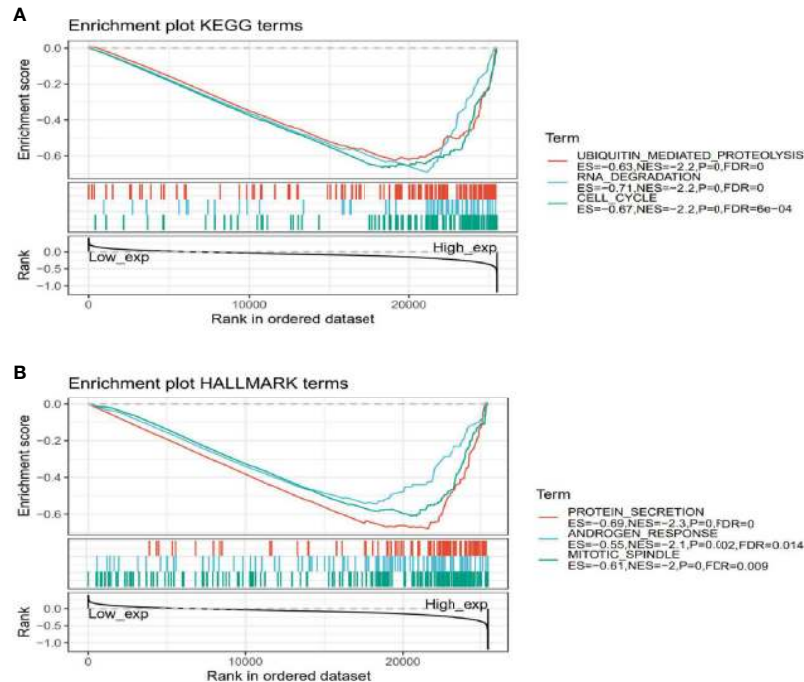 A
Enrichment plot KEGG terms
Enrichment score
0.0
−0.2
−0.4
−0.6
Rank
0.0
−0.5
−1.0
Low_exp
High_exp
0
10000
20000
Rank in ordered dataset
Term
UBIQUITIN_MEDIATED_PROTEOLYSIS
ES=−0.63,NES=−2.2,P=0,FDR=0
RNA_DEGRADATION
ES=−0.71,NES=−2.2,P=0,FDR=0
CELL_CYCLE
ES=−0.67,NES=−2.2,P=0,FDR=6e−04
B
Enrichment plot HALLMARK terms
Enrichment score
0.0
−0.2
−0.4
−0.6
Rank
0.0
−0.5
−1.0
Low_exp
High_exp
0
10000
20000
Rank in ordered dataset
Term
PROTEIN_SECRETION
ES=−0.69,NES=−2.3,P=0,FDR=0
ANDROGEN_RESPONSE
ES=−0.55,NES=−2.1,P=0.002,FDR=0.014
MITOTIC_SPINDLE
ES=−0.61,NES=−2,P=0,FDR=0.009